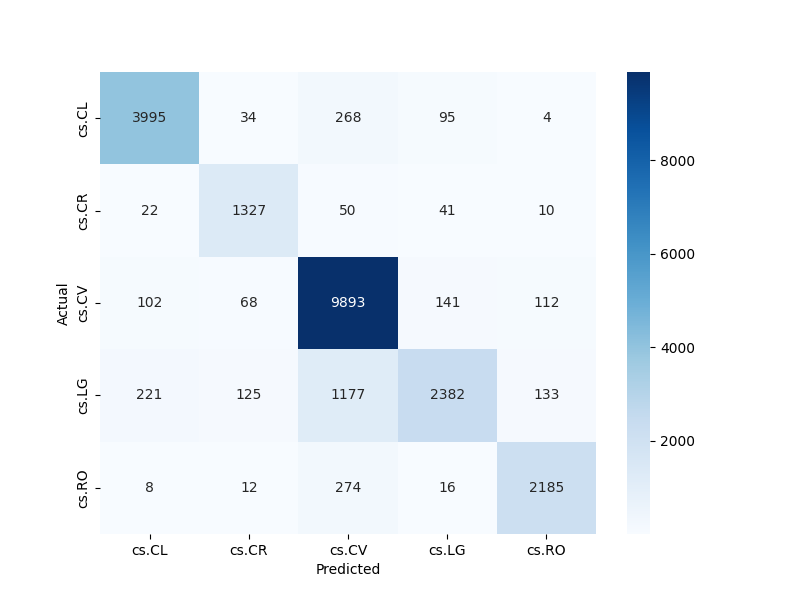 cs.CL 3995 34 268 95 4
cs.CR 22 1327 50 41 10
cs.CV 102 68 9893 141 112
cs.LG 221 125 1177 2382 133
cs.RO 8 12 274 16 2185
cs.CL cs.CR cs.CV cs.LG cs.RO
Predicted
Actual
8000
6000
4000
2000